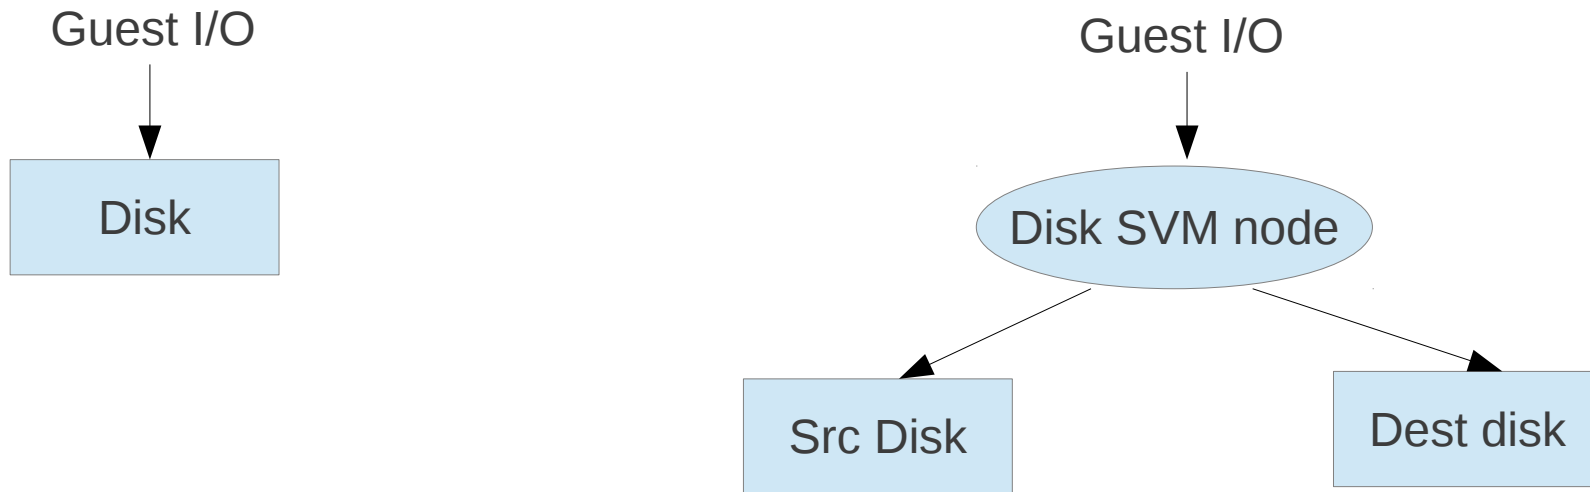 Guest I/O
Disk
Guest I/O
Disk SVM node
Src Disk
Dest disk